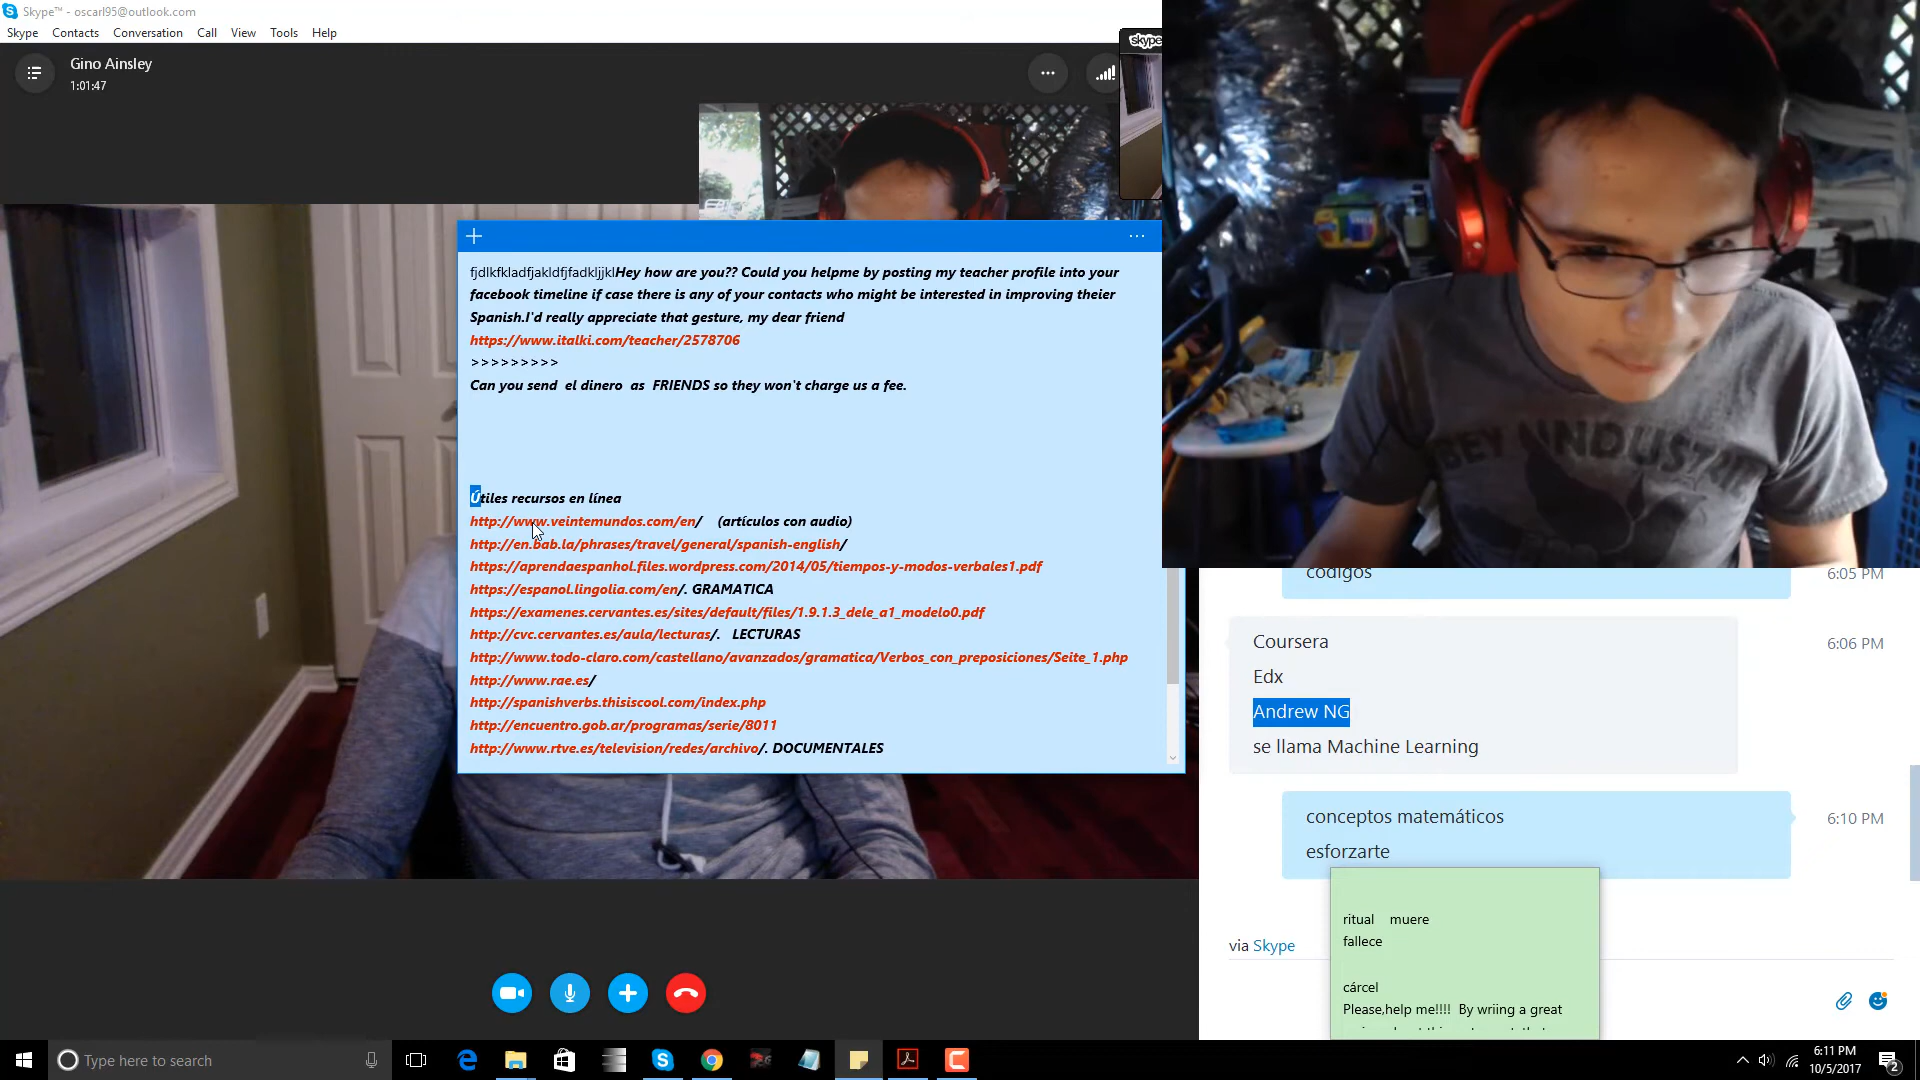 Skype™ - oscarl95@outlook.com
Skype Contacts Conversation Call View Tools Help
skype
Gino Ainsley
1:01:47
fjdlkfkladfjakldfjfadkljjklHey how are you?? Could you helpme by posting my teacher profile into your
facebook timeline if case there is any of your contacts who might be interested in improving theier
Spanish.I'd really appreciate that gesture, my dear friend
https://www.italki.com/teacher/2578706
>>>>>>>>>
Can you send el dinero as FRIENDS so they won't charge us a fee.
Útiles recursos en línea
http://www.veintemundos.com/en/ (artículos con audio)
http://en.bab.la/phrases/travel/general/spanish-english/
https://aprendaespanhol.files.wordpress.com/2014/05/tiempos-y-modos-verbales1.pdf
https://espanol.lingolia.com/en/. GRAMATICA
https://examenes.cervantes.es/sites/default/files/1.9.1.3_dele_a1_modelo0.pdf
http://cvc.cervantes.es/aula/lecturas/. LECTURAS
http://www.todo-claro.com/castellano/avanzados/gramatica/Verbos_con_preposiciones/Seite_1.php
http://www.rae.es/
http://spanishverbs.thisiscool.com/index.php
http://encuentro.gob.ar/programas/serie/8011
http://www.rtve.es/television/redes/archivo/. DOCUMENTALES
codigos 6:05 PM
Coursera 6:06 PM
Edx
Andrew NG
se llama Machine Learning
conceptos matemáticos 6:10 PM
esforzarte
ritual muere
fallece
via Skype
cárcel
Please,help me!!!! By wriing a great
Type here to search
6:11 PM
10/5/2017
2